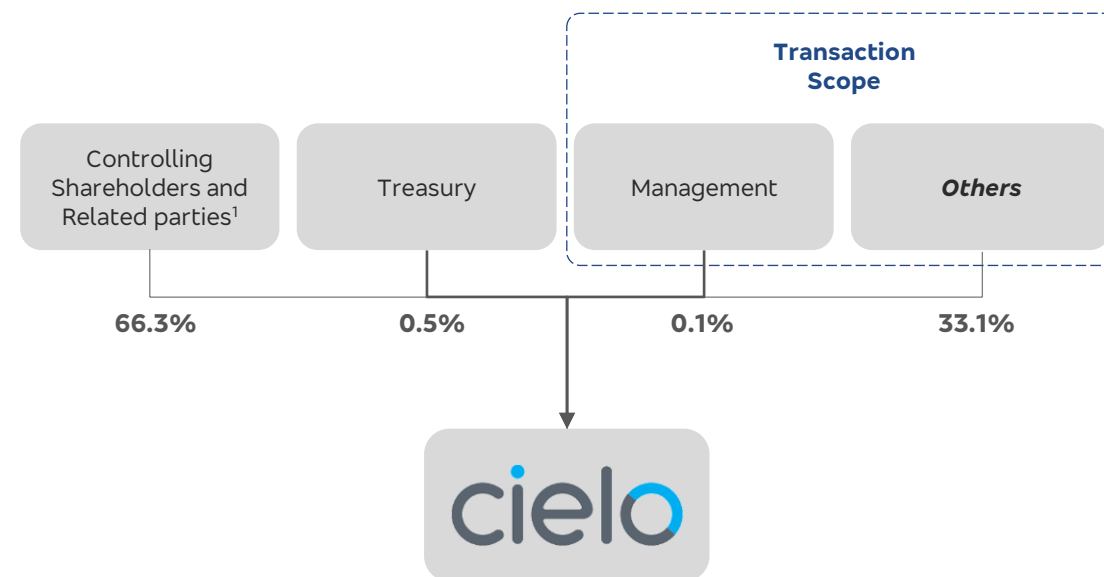 Transaction
Scope
Controlling
Shareholders and
Related parties¹
Treasury
Management
Others
66.3%
0.5%
0.1%
33.1%
cielo